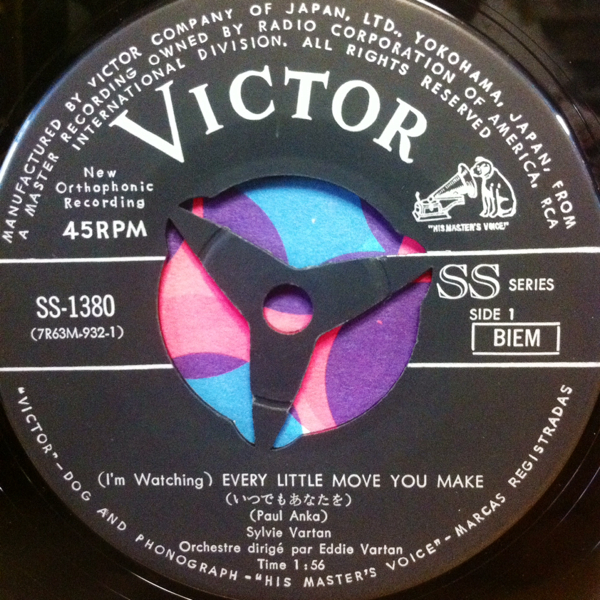 MANUFACTURED BY VICTOR COMPANY OF JAPAN, LTD., YOKOHAMA, JAPAN, FROM
A MASTER RECORDING OWNED BY RADIO CORPORATION OF AMERICA, RCA
INTERNATIONAL DIVISION. ALL RIGHTS RESERVED
VICTOR
New
Orthophonic
Recording
45RPM
"HIS MASTER'S VOICE"
SS-1380
(7R63M-932-1)
SS SERIES
SIDE 1
BIEM
(I'm Watching) EVERY LITTLE MOVE YOU MAKE
(いつでもあなたを)
(Paul Anka)
Sylvie Vartan
Orchestre dirigé par Eddie Vartan
Time 1:56
"VICTOR"-DOG AND PHONOGRAPH-"HIS MASTER'S VOICE"-MARCAS REGISTRADAS